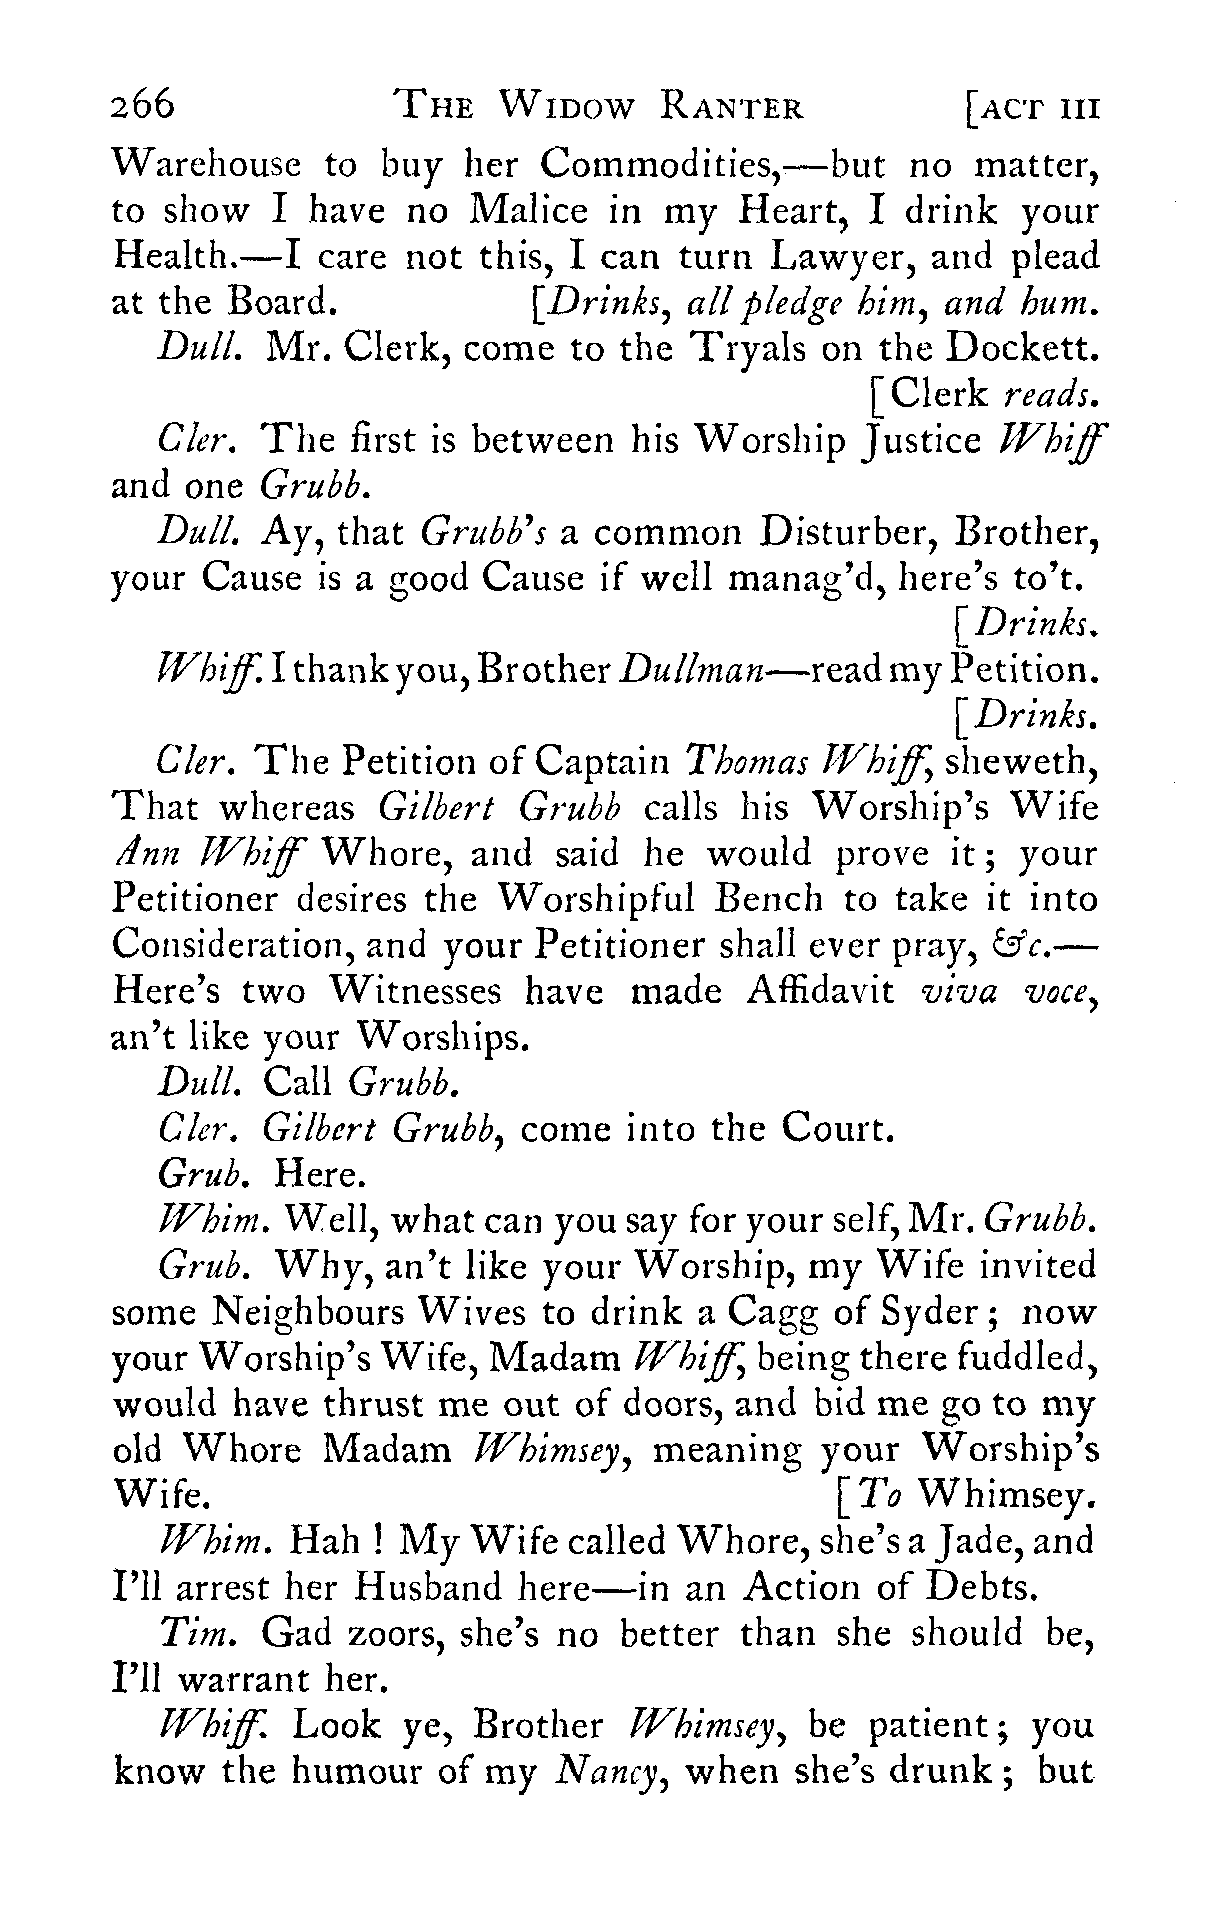 266 The Widow Ranter [ACT III
Warehouse to buy her Commodities,—but no matter,
to show I have no Malice in my Heart, I drink your
Health.—I care not this, I can turn Lawyer, and plead
at the Board. [Drinks, all pledge him, and hum.
Dull. Mr. Clerk, come to the Tryals on the Dockett.
[Clerk reads.
Cler. The first is between his Worship Justice Whiff
and one Grubb.
Dull. Ay, that Grubb's a common Disturber, Brother,
your Cause is a good Cause if well manag'd, here's to't.
[Drinks.
Whiff. I thank you, Brother Dullman—read my Petition.
[Drinks.
Cler. The Petition of Captain Thomas Whiff, sheweth,
That whereas Gilbert Grubb calls his Worship's Wife
Ann Whiff Whore, and said he would prove it; your
Petitioner desires the Worshipful Bench to take it into
Consideration, and your Petitioner shall ever pray, &c.—
Here's two Witnesses have made Affidavit viva voce,
an't like your Worships.
Dull. Call Grubb.
Cler. Gilbert Grubb, come into the Court.
Grub. Here.
Whim. Well, what can you say for your self, Mr. Grubb.
Grub. Why, an't like your Worship, my Wife invited
some Neighbours Wives to drink a Cagg of Syder; now
your Worship's Wife, Madam Whiff, being there fuddled,
would have thrust me out of doors, and bid me go to my
old Whore Madam Whimsey, meaning your Worship's
Wife. [To Whimsey.
Whim. Hah! My Wife called Whore, she's a Jade, and
I'll arrest her Husband here—in an Action of Debts.
Tim. Gad zoors, she's no better than she should be,
I'll warrant her.
Whiff. Look ye, Brother Whimsey, be patient; you
know the humour of my Nancy, when she's drunk; but